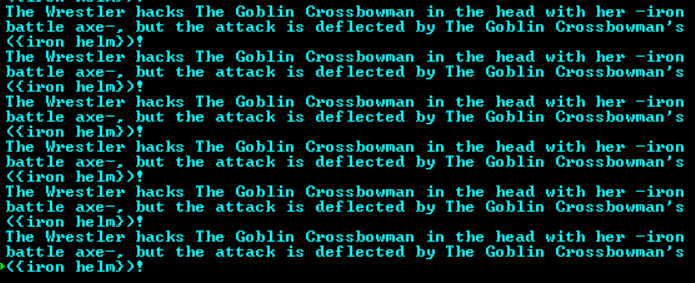 The Wrestler hacks The Goblin Crossbowman in the head with her -iron
battle axe-, but the attack is deflected by The Goblin Crossbowman's
({iron helm})!
The Wrestler hacks The Goblin Crossbowman in the head with her -iron
battle axe-, but the attack is deflected by The Goblin Crossbowman's
({iron helm})!
The Wrestler hacks The Goblin Crossbowman in the head with her -iron
battle axe-, but the attack is deflected by The Goblin Crossbowman's
({iron helm})!
The Wrestler hacks The Goblin Crossbowman in the head with her -iron
battle axe-, but the attack is deflected by The Goblin Crossbowman's
({iron helm})!
The Wrestler hacks The Goblin Crossbowman in the head with her -iron
battle axe-, but the attack is deflected by The Goblin Crossbowman's
({iron helm})!
The Wrestler hacks The Goblin Crossbowman in the head with her -iron
battle axe-, but the attack is deflected by The Goblin Crossbowman's
({iron helm})!